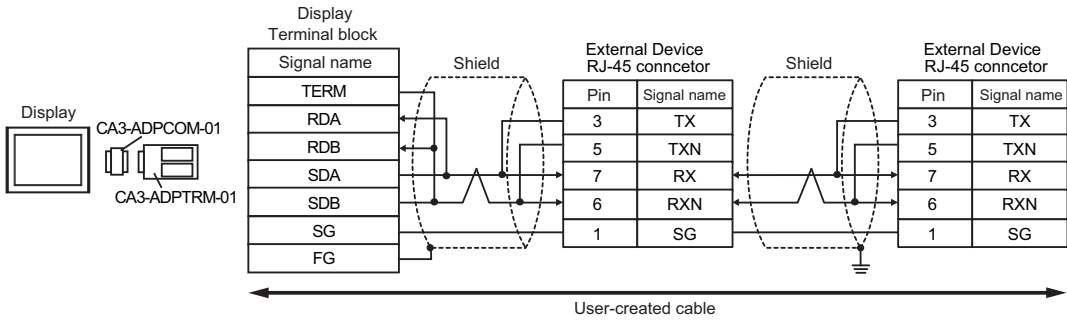 Display
CA3-ADPCOM-01
CA3-ADPTRM-01
Display
Terminal block
Signal name
TERM
RDA
RDB
SDA
SDB
SG
FG
Shield
External Device
RJ-45 conncetor
Pin Signal name
3 TX
5 TXN
7 RX
6 RXN
1 SG
Shield
External Device
RJ-45 conncetor
Pin Signal name
3 TX
5 TXN
7 RX
6 RXN
1 SG
User-created cable